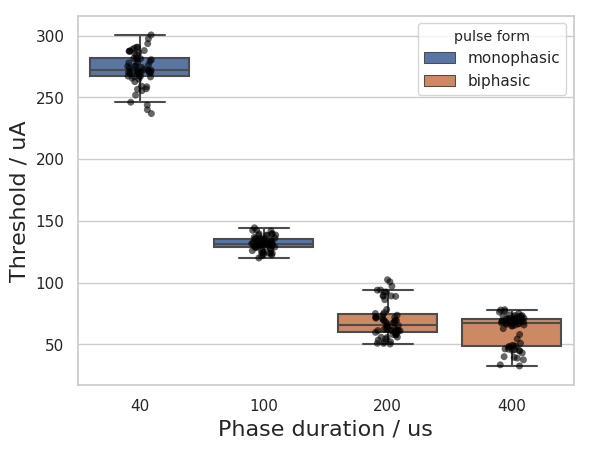 300
250
200
150
100
50
Threshold / uA
pulse form
monophasic
biphasic
40
100
200
400
Phase duration / us